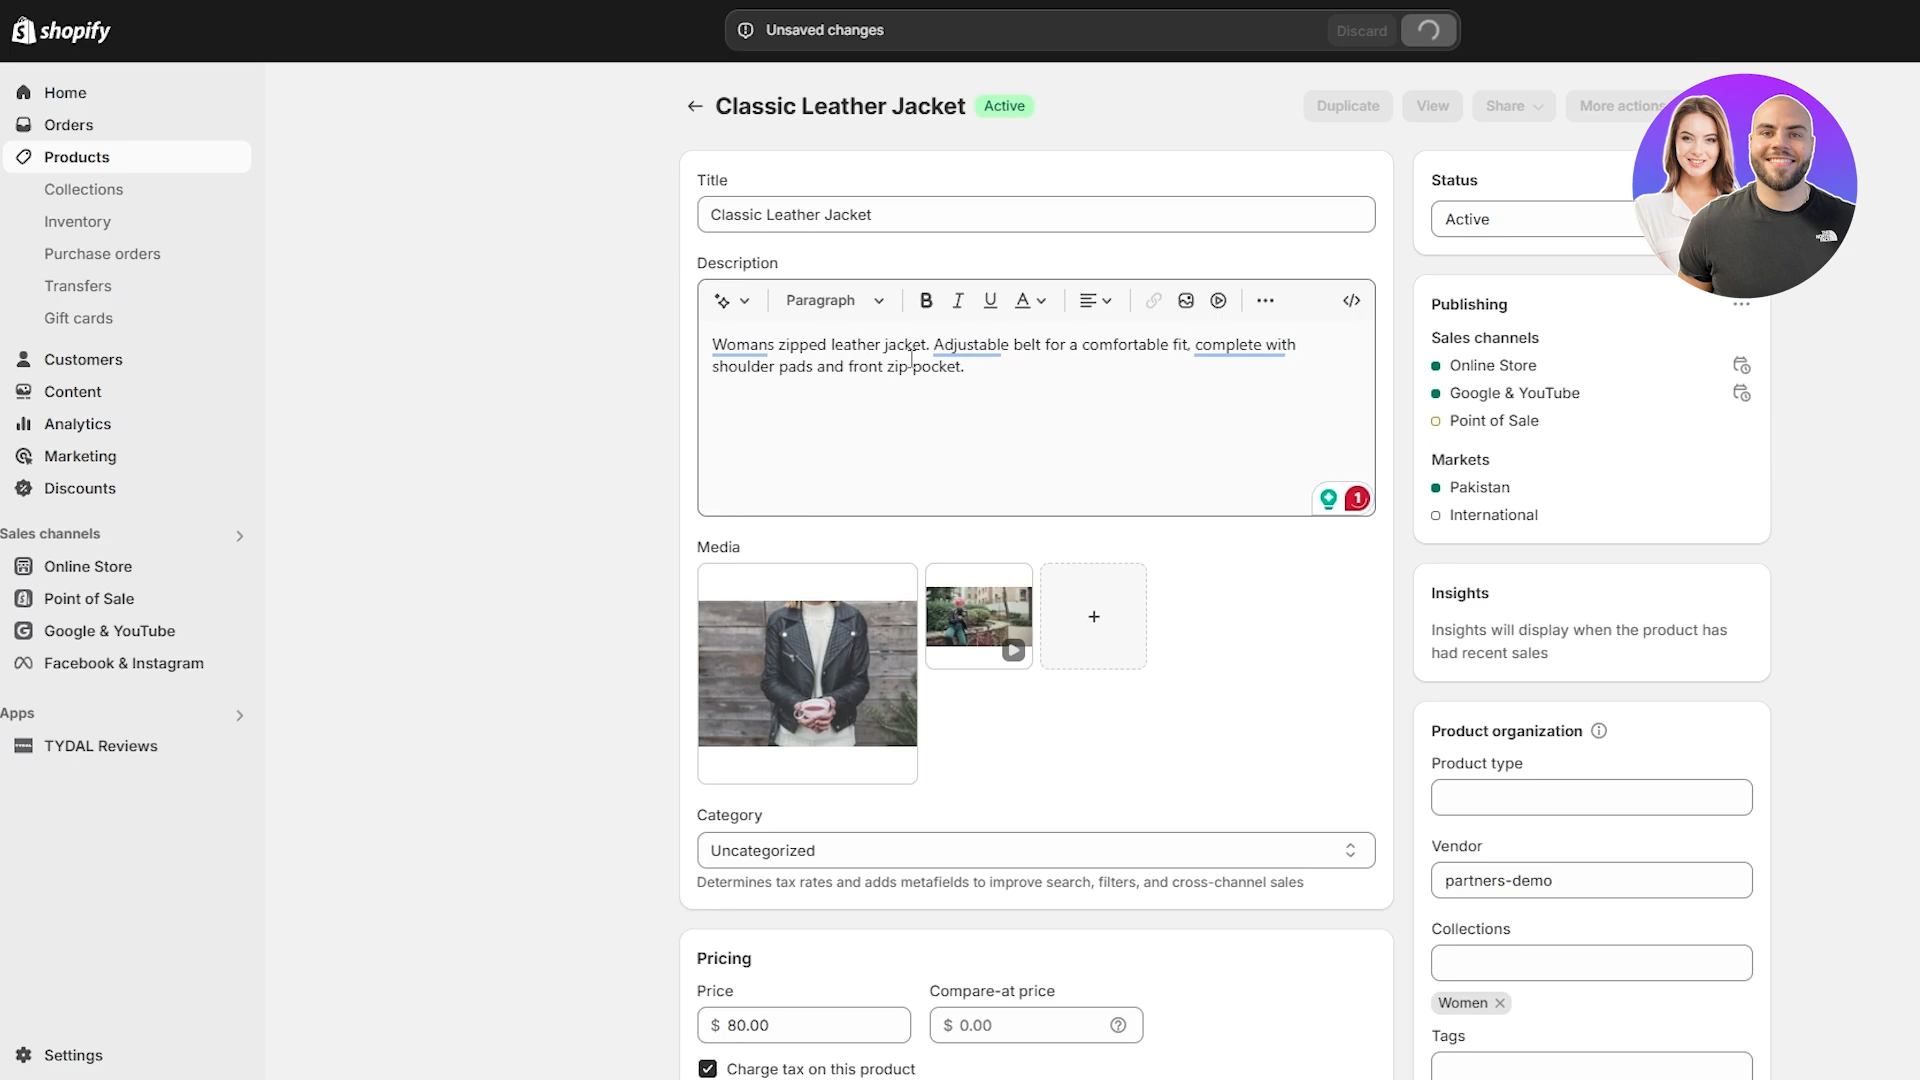 shopify
Unsaved changes
Discard
Home
Orders
Products
Collections
Inventory
Purchase orders
Transfers
Gift cards
Customers
Content
Analytics
Marketing
Discounts
Sales channels
Online Store
Point of Sale
Google & YouTube
Facebook & Instagram
Apps
TYDAL Reviews
Settings
Classic Leather Jacket
Active
Duplicate
View
Share
More actions
Title
Classic Leather Jacket
Description
Paragraph
B I U A
Womans zipped leather jacket. Adjustable belt for a comfortable fit, complete with
shoulder pads and front zip pocket.
1
Media
Category
Uncategorized
Determines tax rates and adds metafields to improve search, filters, and cross-channel sales
Pricing
Price
Compare-at price
$ 80.00
$ 0.00
Charge tax on this product
Status
Active
Publishing
Sales channels
Online Store
Google & YouTube
Point of Sale
Markets
Pakistan
International
Insights
Insights will display when the product has
had recent sales
Product organization
Product type
Vendor
partners-demo
Collections
Women
Tags